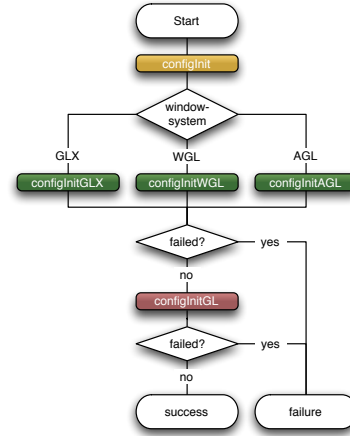 Start
configInit
window-
system
GLX
WGL
AGL
configInitGLX
configInitWGL
configInitAGL
failed?
yes
no
configInitGL
failed?
yes
no
success
failure